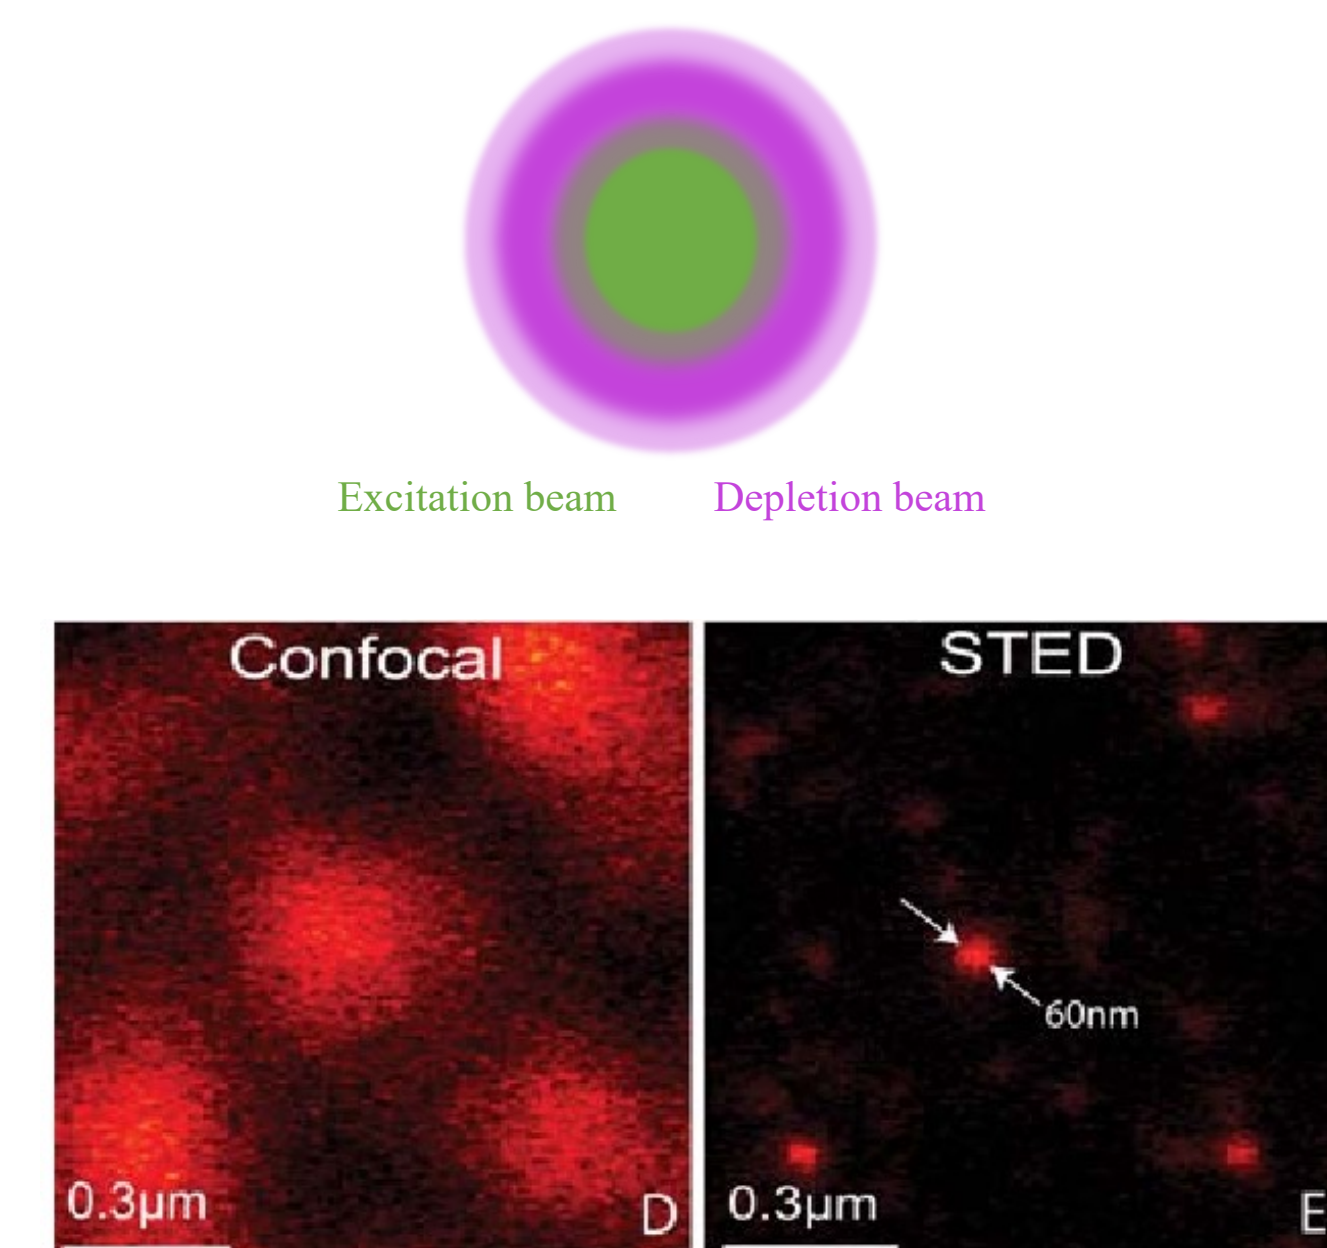 Excitation beam
Depletion beam
Confocal
STED
60nm
0.3μm
D
0.3μm
E